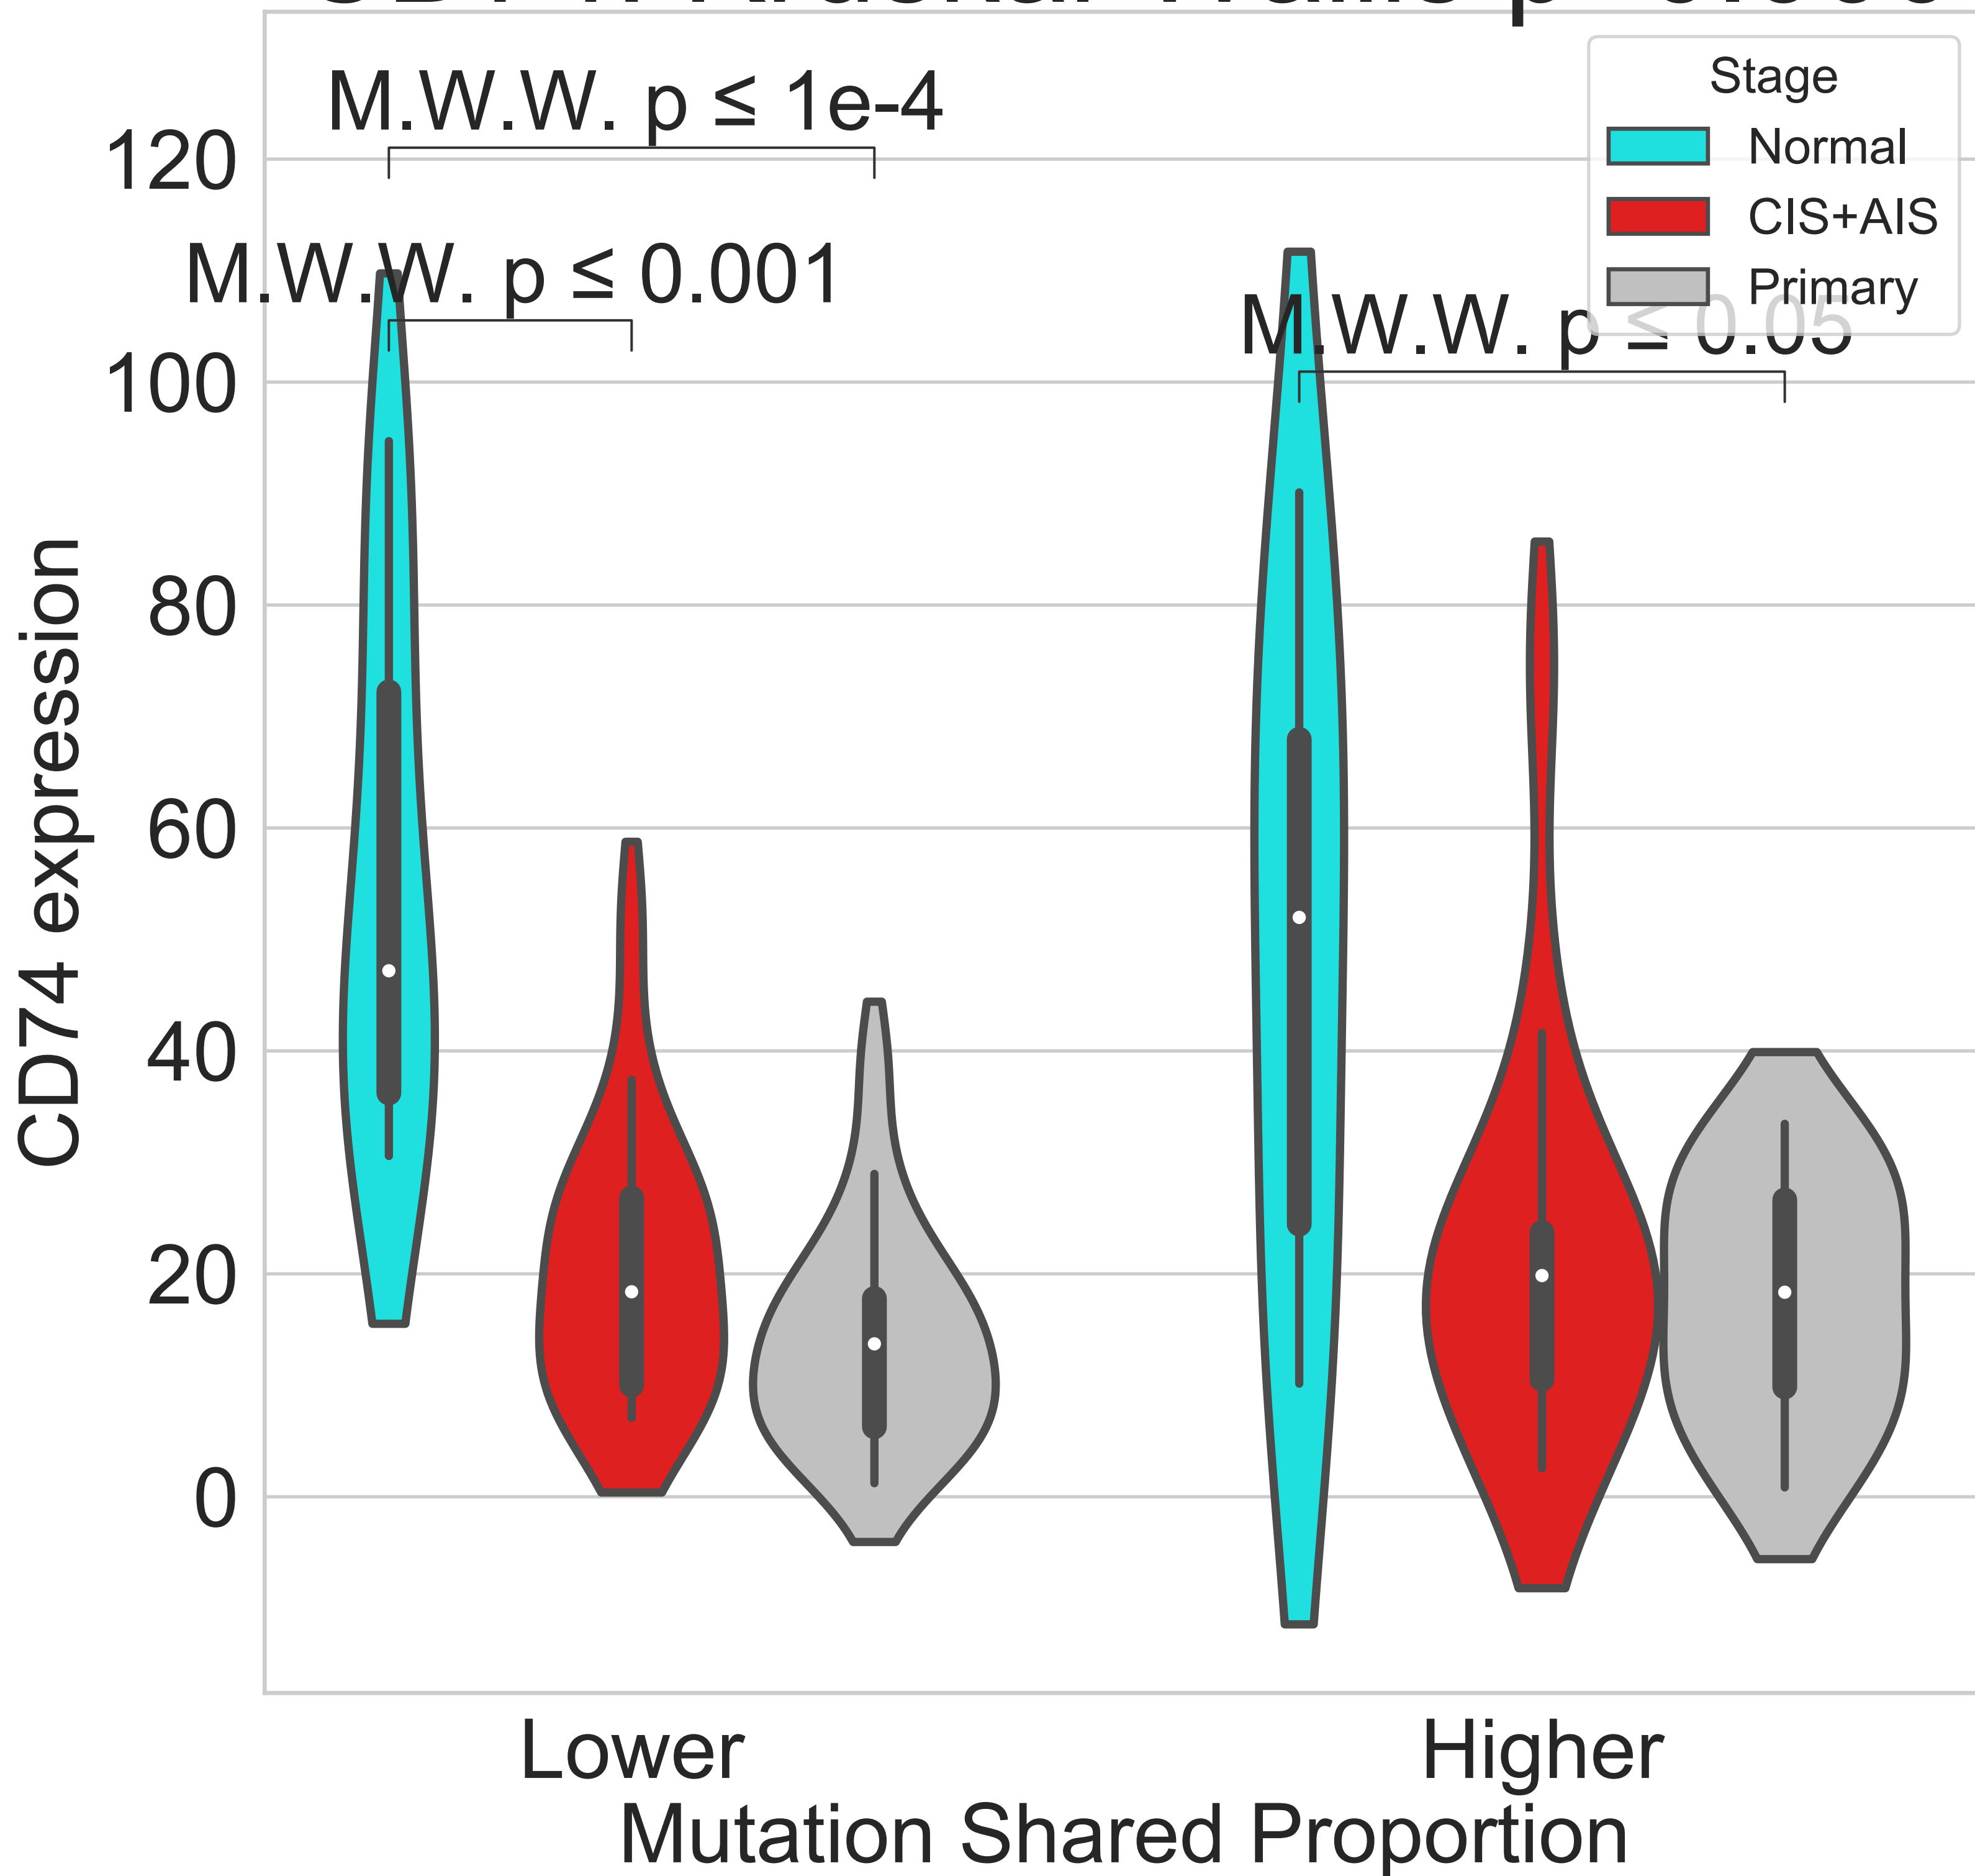 M.W.W. p ≤ 1e-4
M.W.W. p ≤ 0.001
M.W.W. p ≤ 0.05
Stage
Normal
CIS+AIS
Primary
120
100
80
60
40
20
0
CD74 expression
Lower
Higher
Mutation Shared Proportion